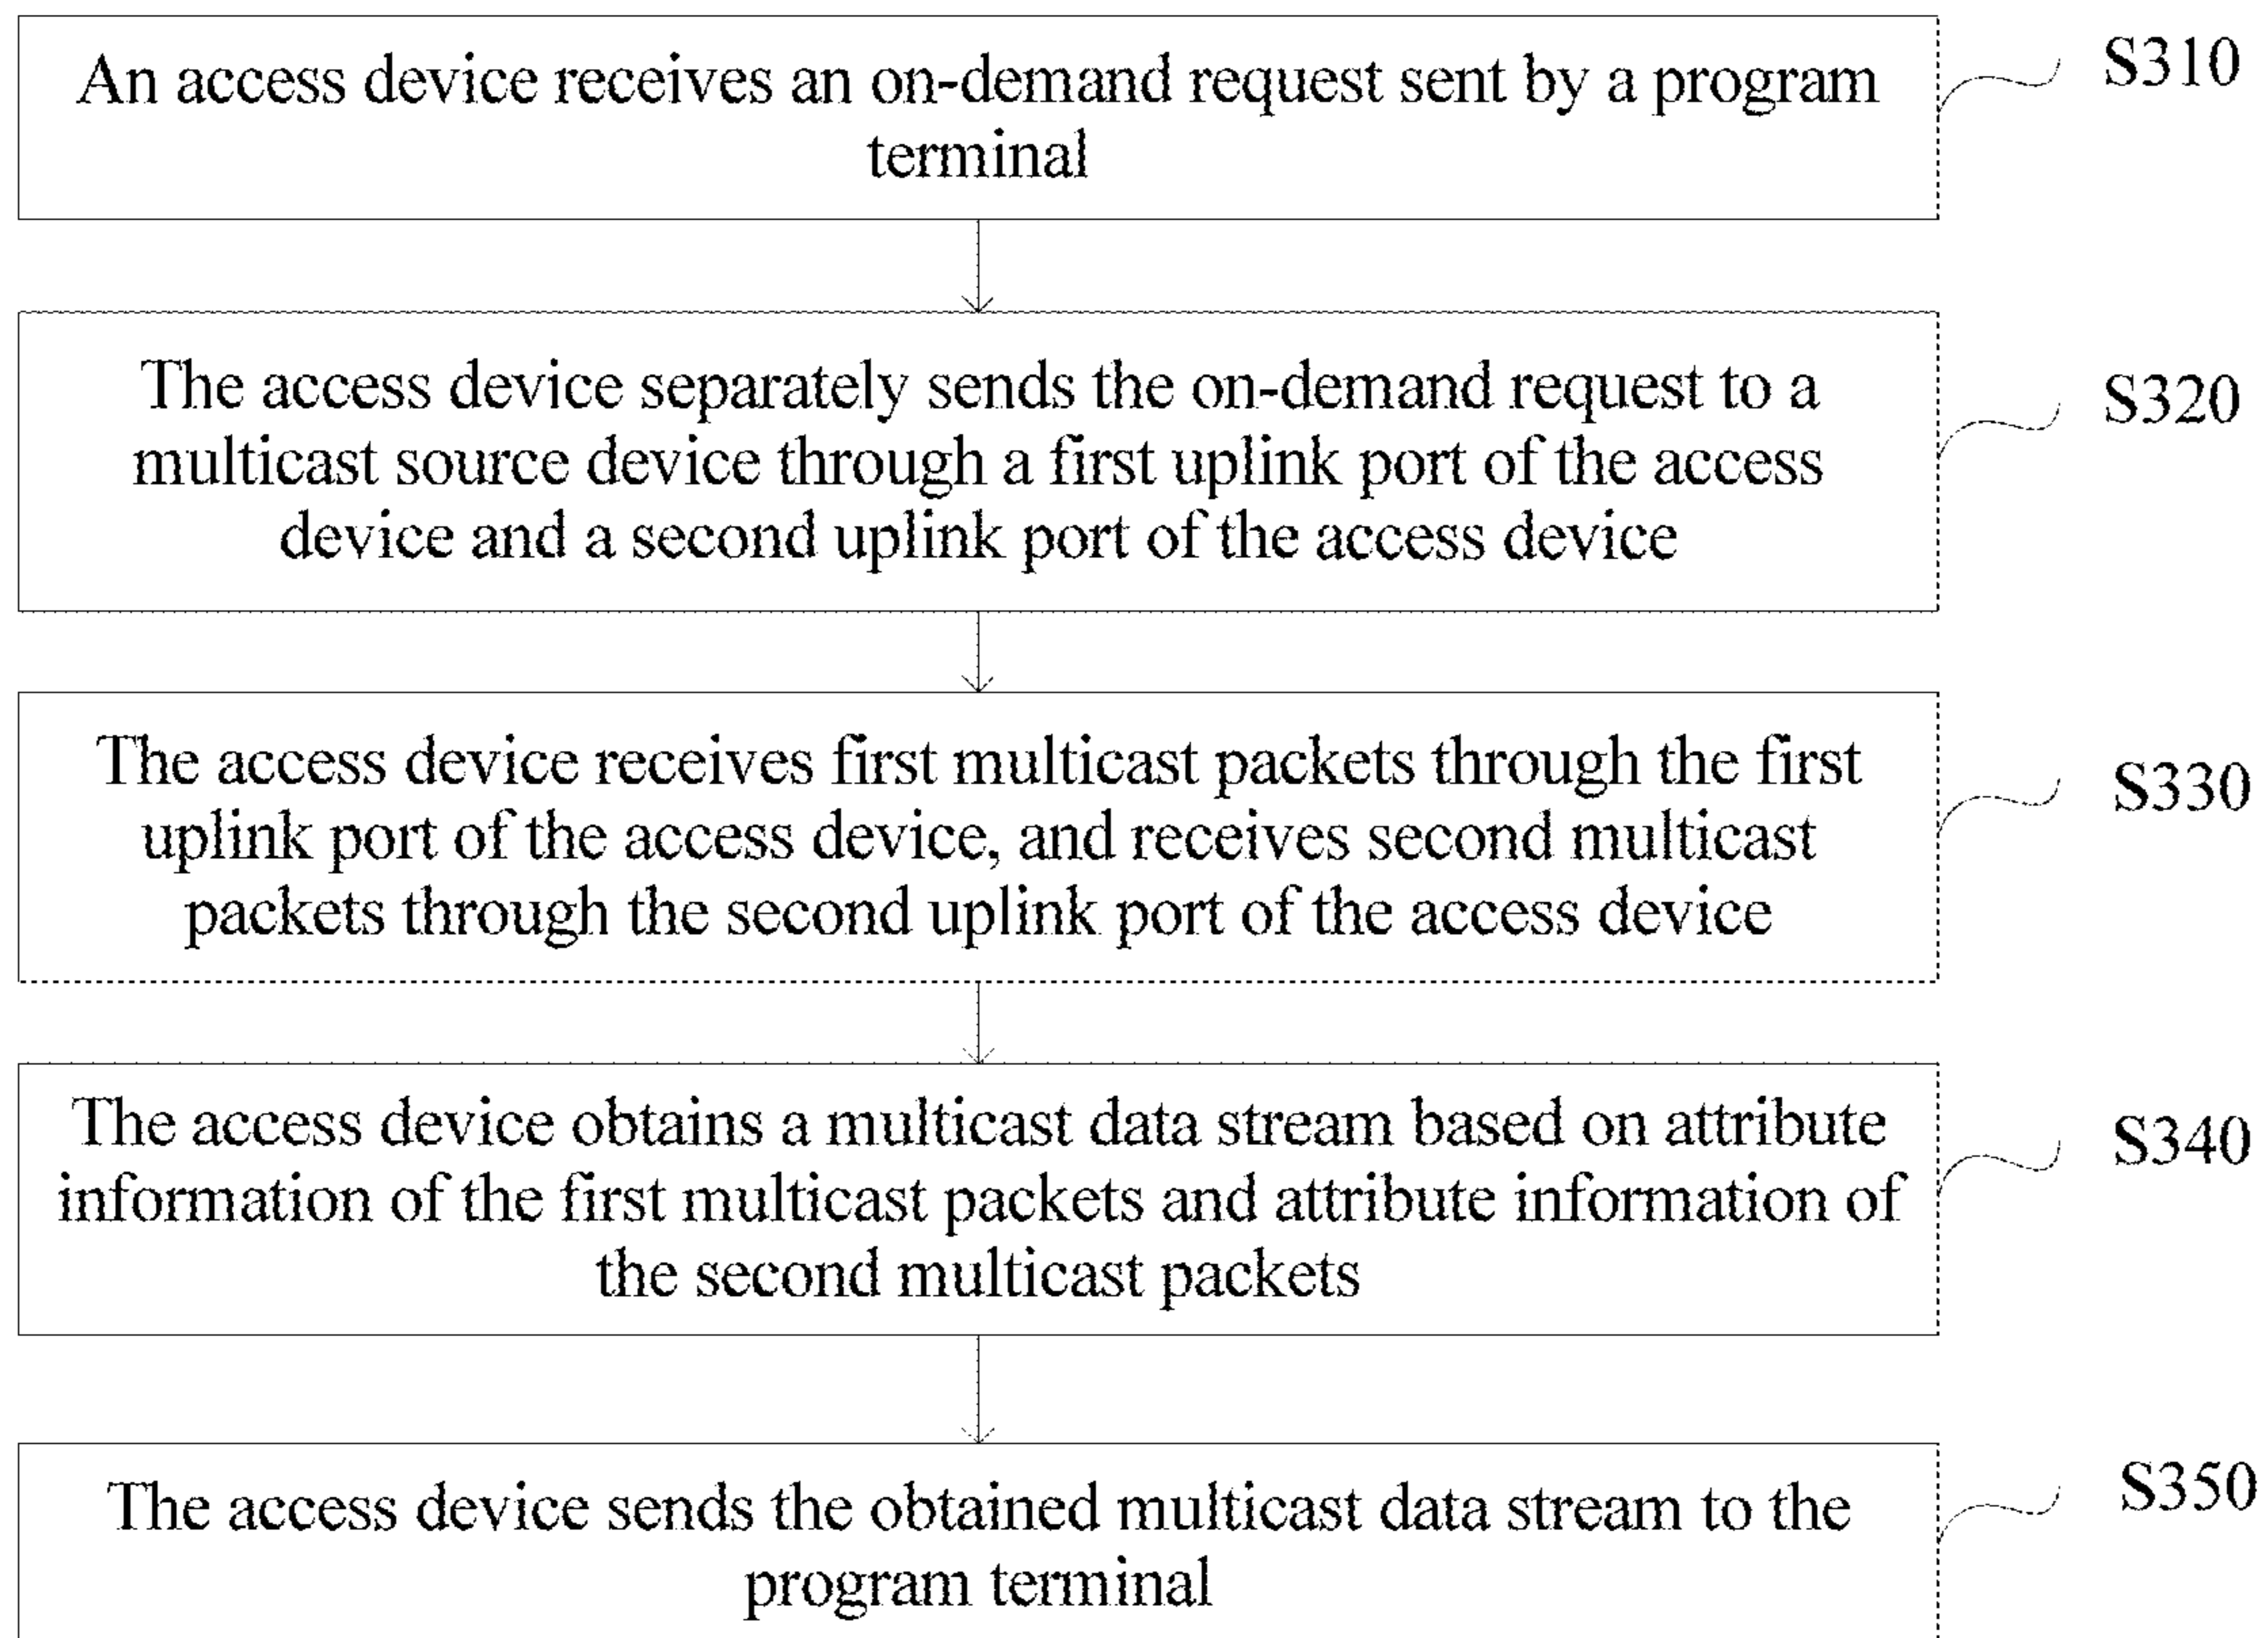 An access device receives an on-demand request sent by a program
terminal
S310
The access device separately sends the on-demand request to a
multicast source device through a first uplink port of the access
device and a second uplink port of the access device
S320
The access device receives first multicast packets through the first
uplink port of the access device, and receives second multicast
packets through the second uplink port of the access device
S330
The access device obtains a multicast data stream based on attribute
information of the first multicast packets and attribute information of
the second multicast packets
S340
The access device sends the obtained multicast data stream to the
program terminal
S350